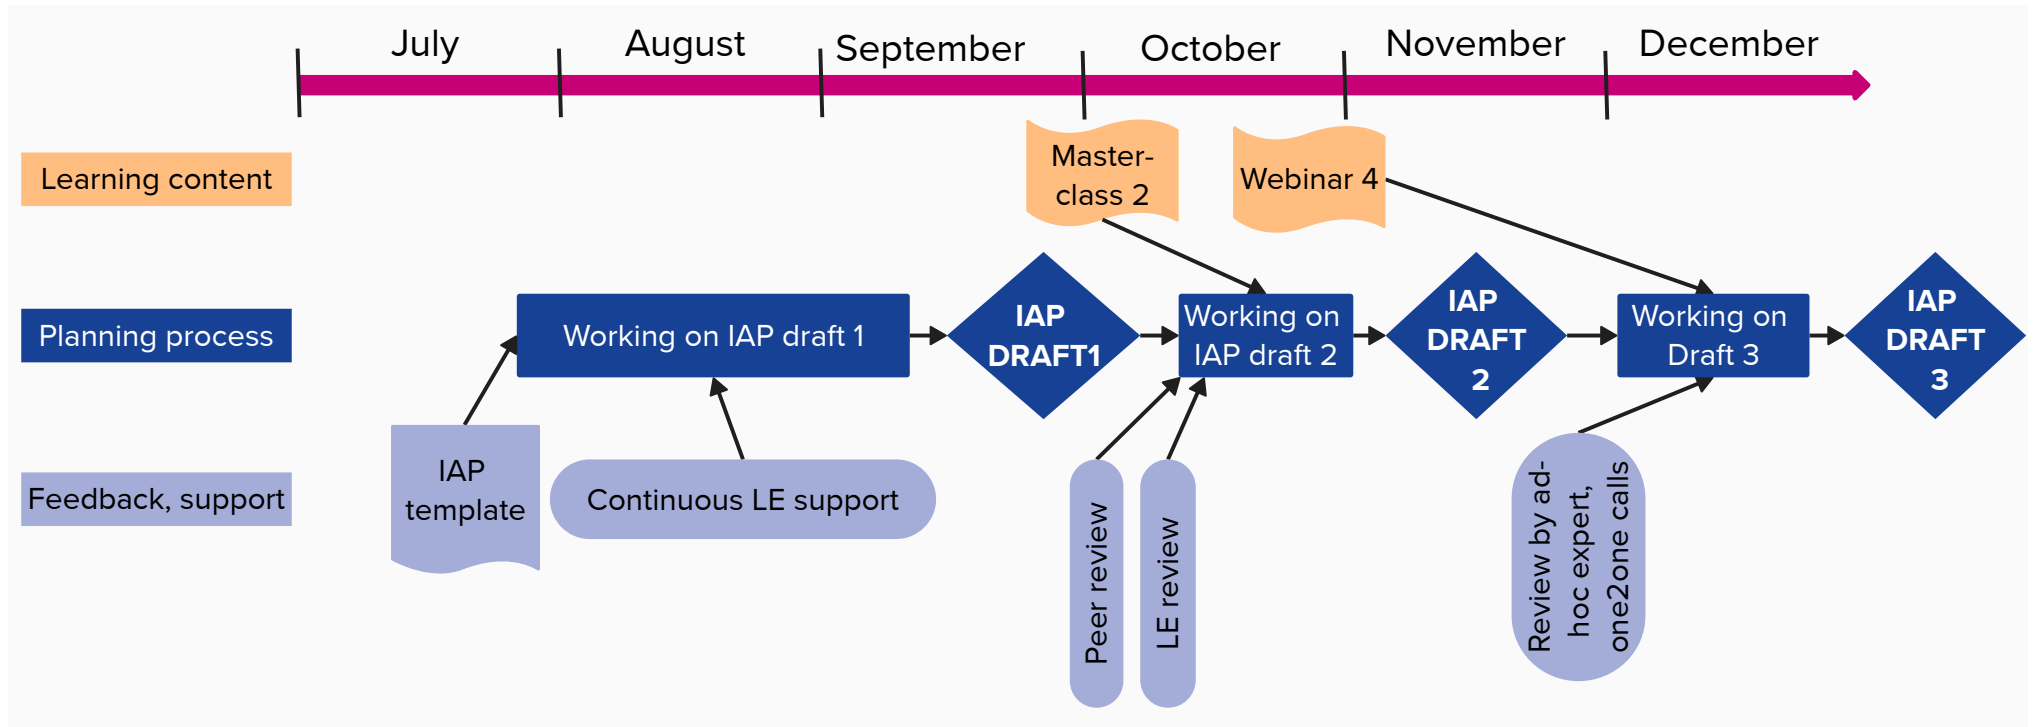 July
August
September
October
November
December
Learning content
Master-
class 2
Webinar 4
Planning process
Working on IAP draft 1
IAP
DRAFT1
Working on
IAP draft 2
IAP
DRAFT
2
Working on
Draft 3
IAP
DRAFT
3
Feedback, support
IAP
template
Continuous LE support
Peer review
LE review
Review by ad-
hoc expert,
one2one calls